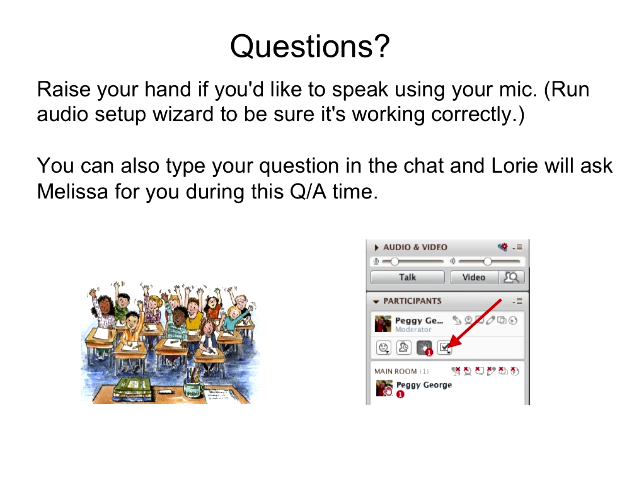 Questions?
Raise your hand if you'd like to speak using your mic. (Run
audio setup wizard to be sure it's working correctly.)
You can also type your question in the chat and Lorie will ask
Melissa for you during this Q/A time.
AUDIO & VIDEO
Talk Video
PARTICIPANTS
Peggy Ge...
Moderator
1
MAIN ROOM (1)
Peggy George
1